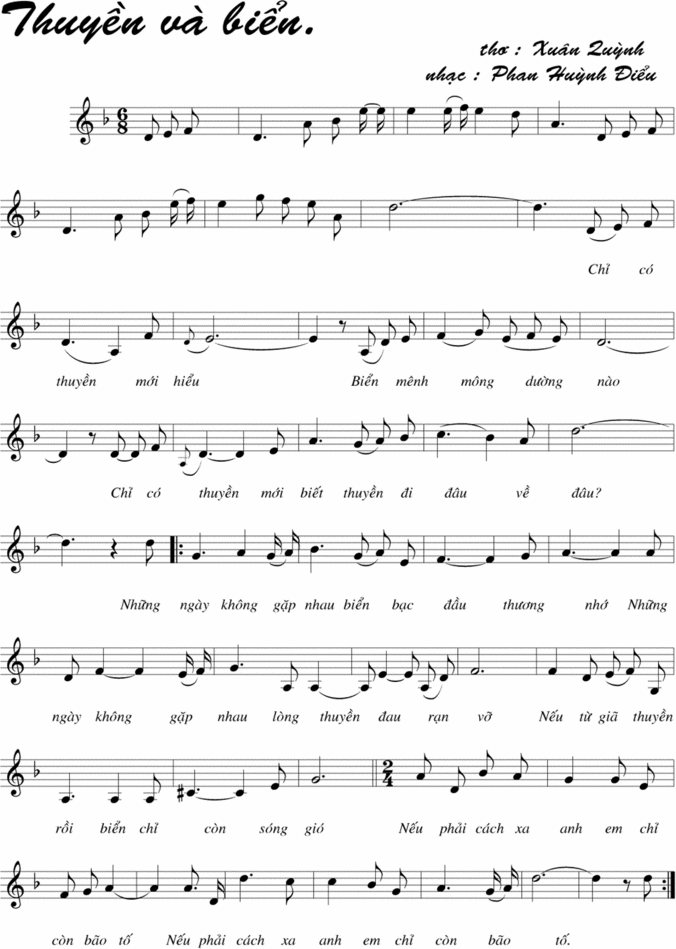 Thuyền và biển.
thơ : Xuân Quỳnh
nhạc : Phan Huỳnh Điểu
6
8
Chỉ có
thuyền mới hiểu Biển mênh mông dường nào
Chỉ có thuyền mới biết thuyền đi đâu về đâu?
Những ngày không gặp nhau biển bạc đầu thương nhớ Những
ngày không gặp nhau lòng thuyền đau rạn vỡ Nếu từ giã thuyền
2
4
rồi biển chỉ còn sóng gió Nếu phải cách xa anh em chỉ
còn bão tố Nếu phải cách xa anh em chỉ còn bão tố.